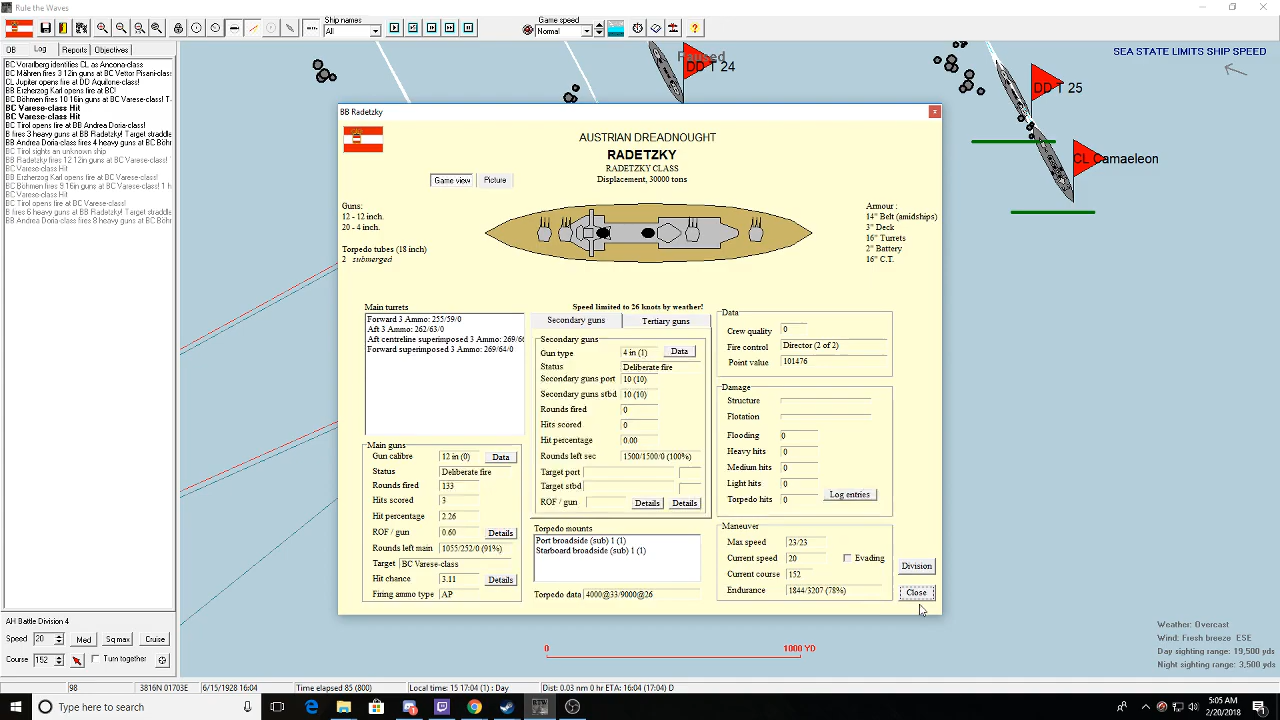 Rule the Waves
Ship names
All
Game speed
Normal
OB Log Reports Objectives
BC Vorarlberg identifies CL as Ancona-class
BC Mähren fires 3 12in guns at BC Vettor Pisani-class
CL Jupiter opens fire at DD Aquilone-class!
BB Erzherzog Karl opens fire at BC!
BC Böhmen fires 10 16in guns at BC Varese-class! T
BC Varese-class Hit
BC Varese-class Hit
BC Tirol opens fire at BB Andrea Doria-class!
B fires 3 heavy guns at BB Radetzky! Target straddle
BB Andrea Doria-class fires 4 heavy guns at BC Böhm
BC Tirol sights an unknown ship
BB Radetzky fires 12 12in guns at BC Varese-class!
BC Varese-class Hit
BB Erzherzog Karl opens fire at BC Varese-class!
BC Böhmen fires 9 16in guns at BC Varese-class! 1 h
BC Varese-class Hit
BC Tirol opens fire at BC Varese-class!
B fires 6 heavy guns at BB Radetzky! Target straddle
BB Andrea Doria-class fires 8 heavy guns at BC Böhm
Paused
DD T 24
DD T 25
CL Camaeleon
SEA STATE LIMITS SHIP SPEED
BB Radetzky
AUSTRIAN DREADNOUGHT
RADETZKY
RADETZKY CLASS
Displacement, 30000 tons
Game view Picture
Guns:
12 - 12 inch.
20 - 4 inch.
Torpedo tubes (18 inch)
2 submerged
Armour :
14" Belt (amidships)
3" Deck
16" Turrets
2" Battery
16" C.T.
Speed limited to 26 knots by weather!
Main turrets
Forward 3 Ammo: 255/59/0
Aft 3 Ammo: 262/63/0
Aft centreline superimposed 3 Ammo: 269/66
Forward superimposed 3 Ammo: 269/64/0
Main guns
Gun calibre 12 in (0) Data
Status Deliberate fire
Rounds fired 133
Hits scored 3
Hit percentage 2.26
ROF / gun 0.60 Details
Rounds left main 1055/252/0 (91%)
Target BC Varese-class
Hit chance 3.11 Details
Firing ammo type AP
Secondary guns Tertiary guns
Secondary guns
Gun type 4 in (1) Data
Status Deliberate fire
Secondary guns port 10 (10)
Secondary guns stbd 10 (10)
Rounds fired 0
Hits scored 0
Hit percentage 0.00
Rounds left sec 1500/1500/0 (100%)
Target port
Target stbd
ROF / gun Details Details
Torpedo mounts
Port broadside (sub) 1 (1)
Starboard broadside (sub) 1 (1)
Torpedo data 4000@33/9000@26
Data
Crew quality 0
Fire control Director (2 of 2)
Point value 101476
Damage
Structure
Flotation
Flooding 0
Heavy hits 0
Medium hits 0
Light hits 0
Torpedo hits 0
Log entries
Maneuver
Max speed 23/23
Current speed 20 Evading
Current course 152
Endurance 1844/3207 (78%)
Division
Close
AH Battle Division 4
Speed 20 Med Sq max Cruise
Course 152 Turn together
0 1000 YD
Weather: Overcast
Wind: Fresh breeze ESE
Day sighting range: 19,500 yds
Night sighting range: 3,500 yds
98 3816N 01703E 6/15/1928 16:04 Time elapsed 85 (800) Local time: 15 17:04 (1) : Day Dist: 0.03 nm 0 hr ETA: 16:04 (17:04) D
Type here to search
5:05 AM
2/20/2018